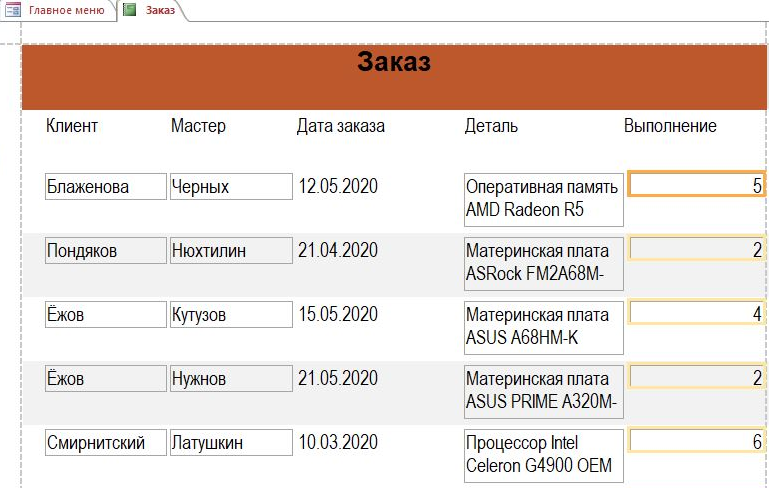 Главное меню Заказ
Заказ
Клиент Мастер Дата заказа Деталь Выполнение
Блаженова Черных 12.05.2020 Оперативная память 5
AMD Radeon R5
Пондяков Нюхтилин 21.04.2020 Материнская плата 2
ASRock FM2A68M-
Ёжов Кутузов 15.05.2020 Материнская плата 4
ASUS A68HM-K
Ёжов Нужнов 21.05.2020 Материнская плата 2
ASUS PRIME A320M-
Смирнитский Латушкин 10.03.2020 Процессор Intel 6
Celeron G4900 OEM